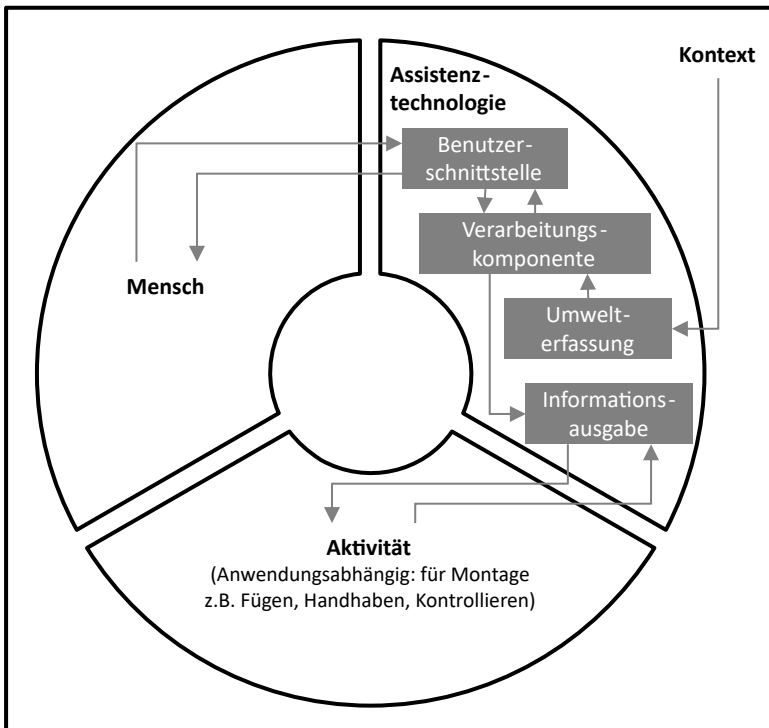 Kontext
Assistenz-
technologie
Benutzer-
schnittstelle
Verarbeitungs-
komponente
Mensch
Umwelt-
erfassung
Informations-
ausgabe
Aktivität
(Anwendungsabhängig: für Montage
z.B. Fügen, Handhaben, Kontrollieren)